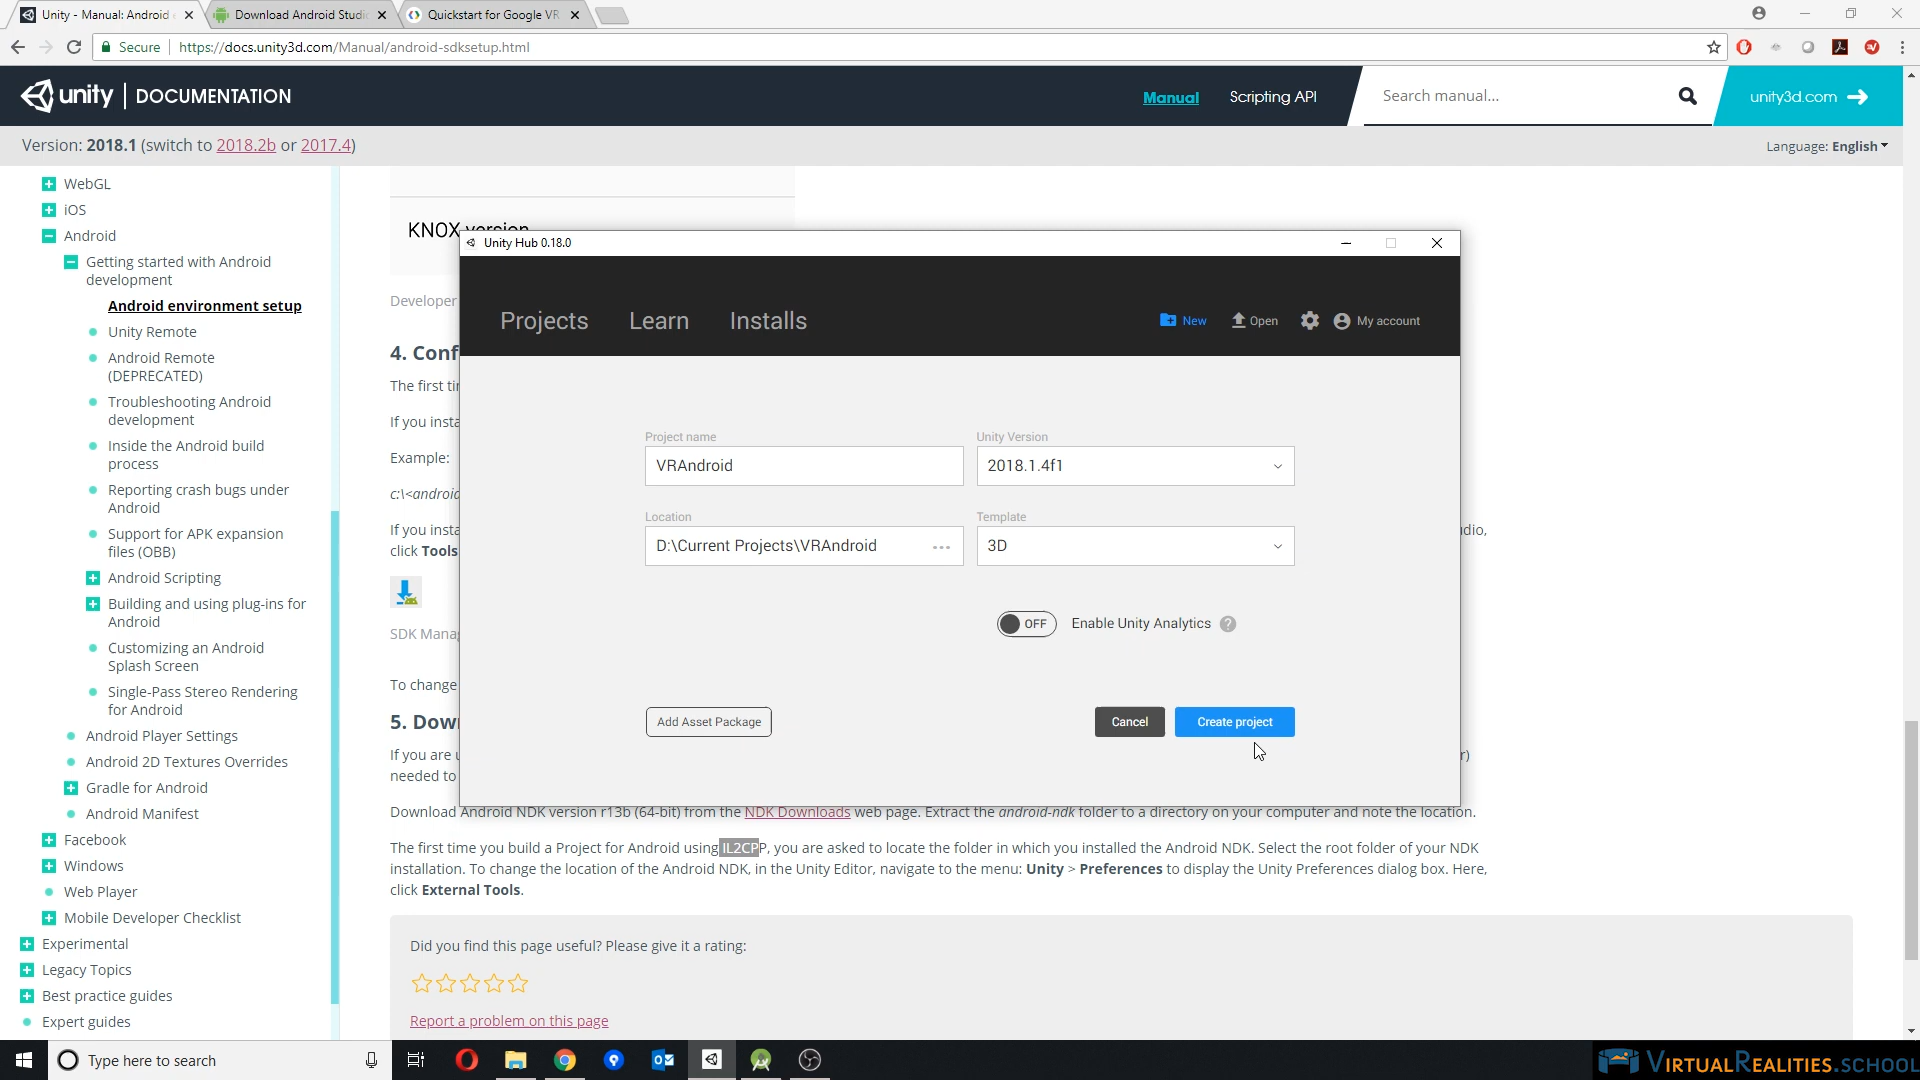 Unity - Manual: Android
Download Android Studio
Quickstart for Google VR
Secure
https://docs.unity3d.com/Manual/android-sdksetup.html
unity | DOCUMENTATION
Manual
Scripting API
Search manual...
unity3d.com
Version: 2018.1 (switch to 2018.2b or 2017.4)
Language: English
WebGL
iOS
Android
Getting started with Android
development
Android environment setup
Unity Remote
Android Remote
(DEPRECATED)
Troubleshooting Android
development
Inside the Android build
process
Reporting crash bugs under
Android
Support for APK expansion
files (OBB)
Android Scripting
Building and using plug-ins for
Android
Customizing an Android
Splash Screen
Single-Pass Stereo Rendering
for Android
Android Player Settings
Android 2D Textures Overrides
Gradle for Android
Android Manifest
Facebook
Windows
Web Player
Mobile Developer Checklist
Experimental
Legacy Topics
Best practice guides
Expert guides
KNOX version
Developer
4. Conf
The first ti
If you insta
Example:
c:\<android
If you insta
dio,
click Tools
SDK Manag
To change
5. Dow
If you are u
r)
needed to
Unity Hub 0.18.0
Projects
Learn
Installs
New
Open
My account
Project name
VRAndroid
Unity Version
2018.1.4f1
Location
D:\Current Projects\VRAndroid
Template
3D
OFF
Enable Unity Analytics
?
Add Asset Package
Cancel
Create project
Download Android NDK version r13b (64-bit) from the NDK Downloads web page. Extract the android-ndk folder to a directory on your computer and note the location.
The first time you build a Project for Android using IL2CPP, you are asked to locate the folder in which you installed the Android NDK. Select the root folder of your NDK
installation. To change the location of the Android NDK, in the Unity Editor, navigate to the menu: Unity > Preferences to display the Unity Preferences dialog box. Here,
click External Tools.
Did you find this page useful? Please give it a rating:
Report a problem on this page
Type here to search
VIRTUALREALITIES.SCHOOL